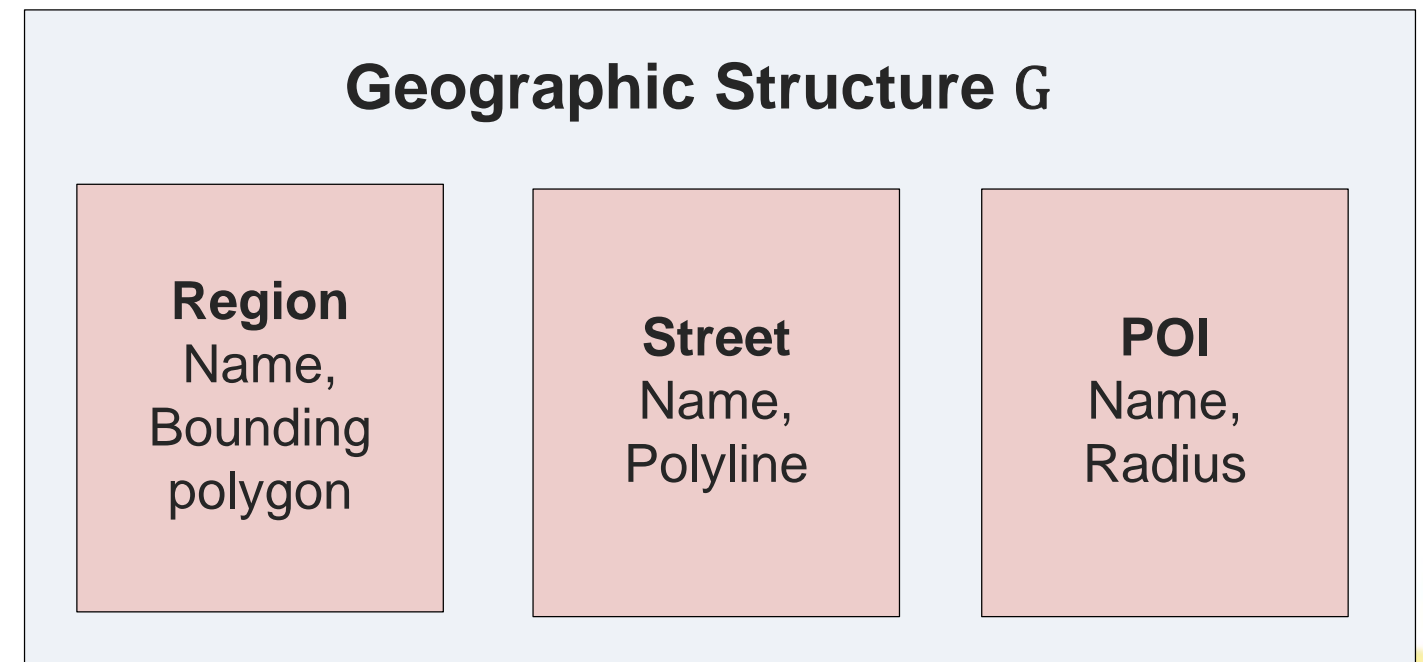 Geographic Structure G
Region
Name,
Bounding
polygon
Street
Name,
Polyline
POI
Name,
Radius